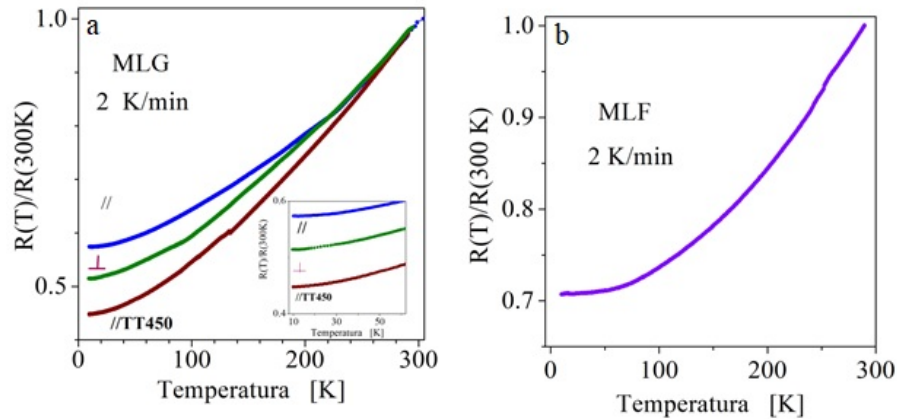 a
MLG
2 K/min
//
⊥
//TT450
R(T)/R(300K)
1.0
0.5
0 100 200 300
Temperatura [K]
0.6
0.4
R(T)/R(300K)
//
⊥
//TT450
10 30 50
Temperatura [K]
b
MLF
2 K/min
R(T)/R(300 K)
1.0
0.9
0.8
0.7
0 100 200 300
Temperatura [K]